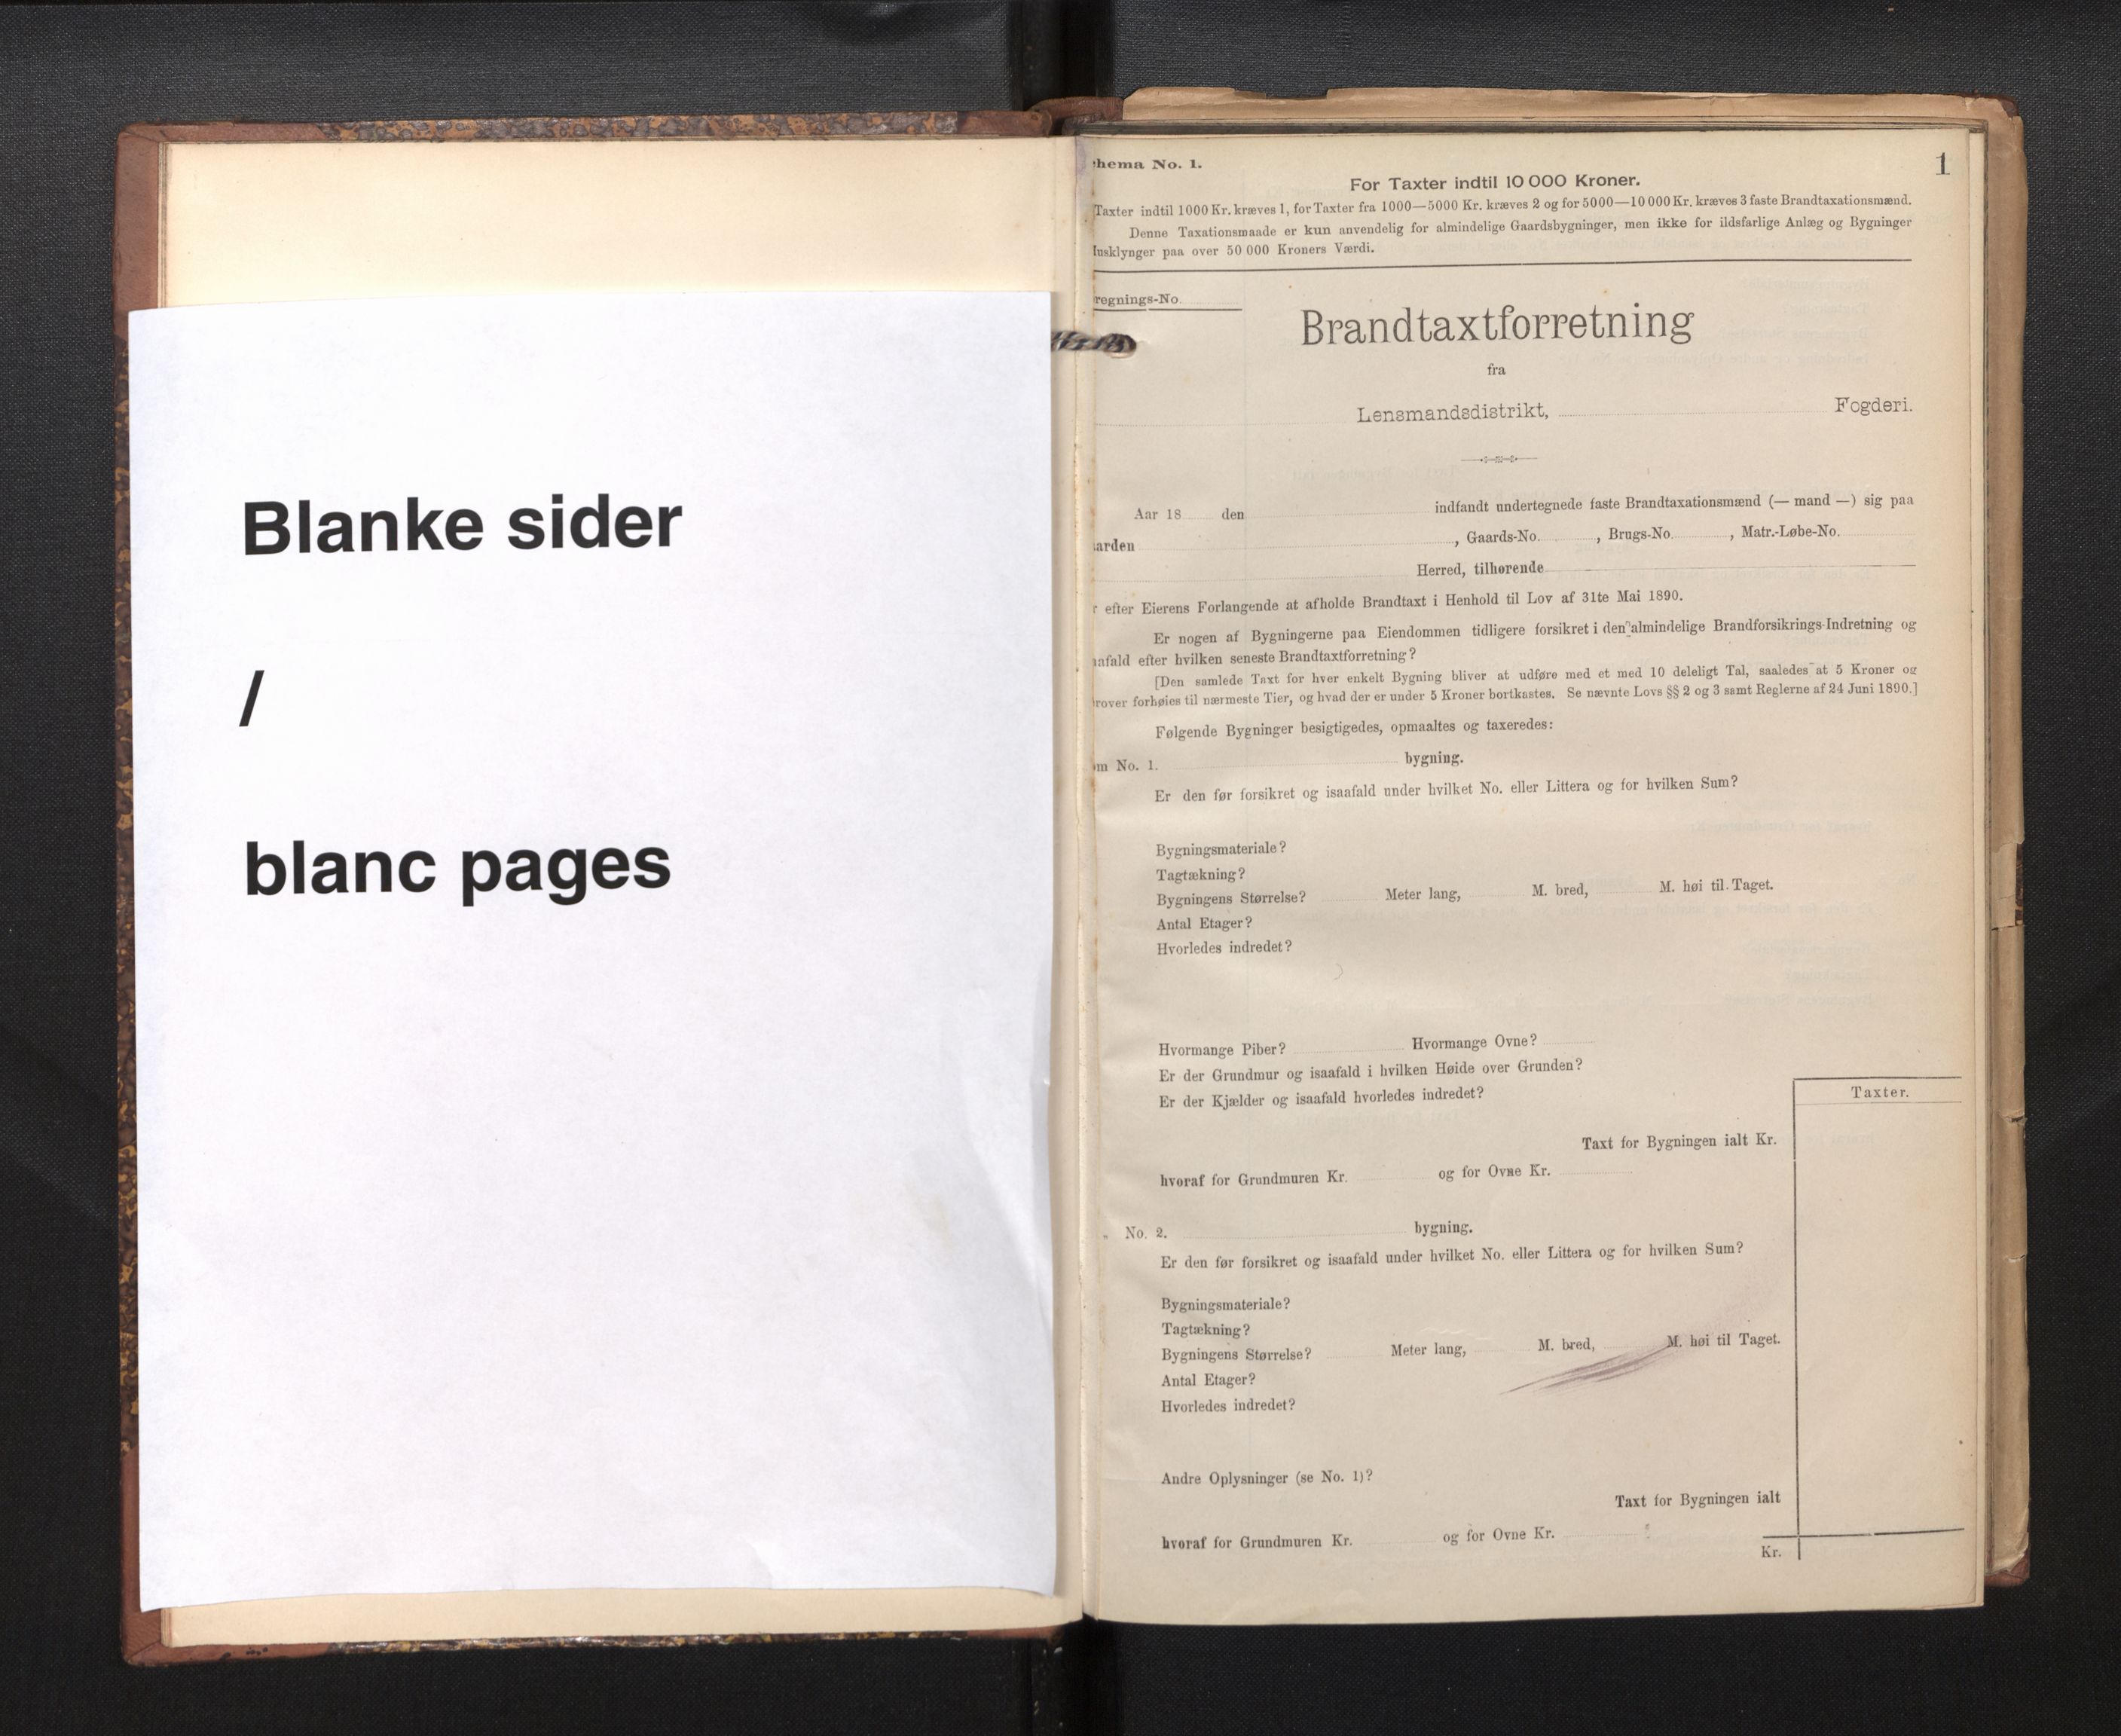 Blanke sider
/
blanc pages
hema No. 1.
1
For Taxter indtil 10 000 Kroner.
Taxter indtil 1000 Kr. kræves 1, for Taxter fra 1000—5000 Kr. kræves 2 og for 5000—10 000 Kr. kræves 3 faste Brandtaxationsmænd.
Denne Taxationsmaade er kun anvendelig for almindelige Gaardsbygninger, men ikke for ildsfarlige Anlæg og Bygninger
Husklynger paa over 50 000 Kroners Værdi.
regnings-No.
Brandtaxtforretning
fra
Lensmandsdistrikt, Fogderi.
Aar 18 den indfandt undertegnede faste Brandtaxationsmænd (— mand —) sig paa
aarden , Gaards-No. , Brugs-No. , Matr.-Løbe-No.
Herred, tilhørende
r efter Eierens Forlangende at afholde Brandtaxt i Henhold til Lov af 31te Mai 1890.
Er nogen af Bygningerne paa Eiendommen tidligere forsikret i den almindelige Brandforsikrings-Indretning og
aafald efter hvilken seneste Brandtaxtforretning?
[Den samlede Taxt for hver enkelt Bygning bliver at udføre med et med 10 deleligt Tal, saaledes at 5 Kroner og
rover forhøies til nærmeste Tier, og hvad der er under 5 Kroner bortkastes. Se nævnte Lovs §§ 2 og 3 samt Reglerne af 24 Juni 1890.]
Følgende Bygninger besigtigedes, opmaaltes og taxeredes:
om No. 1. bygning.
Er den før forsikret og isaafald under hvilket No. eller Littera og for hvilken Sum?
Bygningsmateriale?
Tagtækning?
Bygningens Størrelse? Meter lang, M. bred, M. høi til Taget.
Antal Etager?
Hvorledes indredet?
Hvormange Piber? Hvormange Ovne?
Er der Grundmur og isaafald i hvilken Høide over Grunden?
Er der Kjælder og isaafald hvorledes indredet?
Taxter.
Taxt for Bygningen ialt Kr.
hvoraf for Grundmuren Kr. og for Ovne Kr.
„ No. 2. bygning.
Er den før forsikret og isaafald under hvilket No. eller Littera og for hvilken Sum?
Bygningsmateriale?
Tagtækning?
Bygningens Størrelse? Meter lang, M. bred, M. høi til Taget.
Antal Etager?
Hvorledes indredet?
Andre Oplysninger (se No. 1)?
Taxt for Bygningen ialt
hvoraf for Grundmuren Kr. og for Ovne Kr.
Kr.